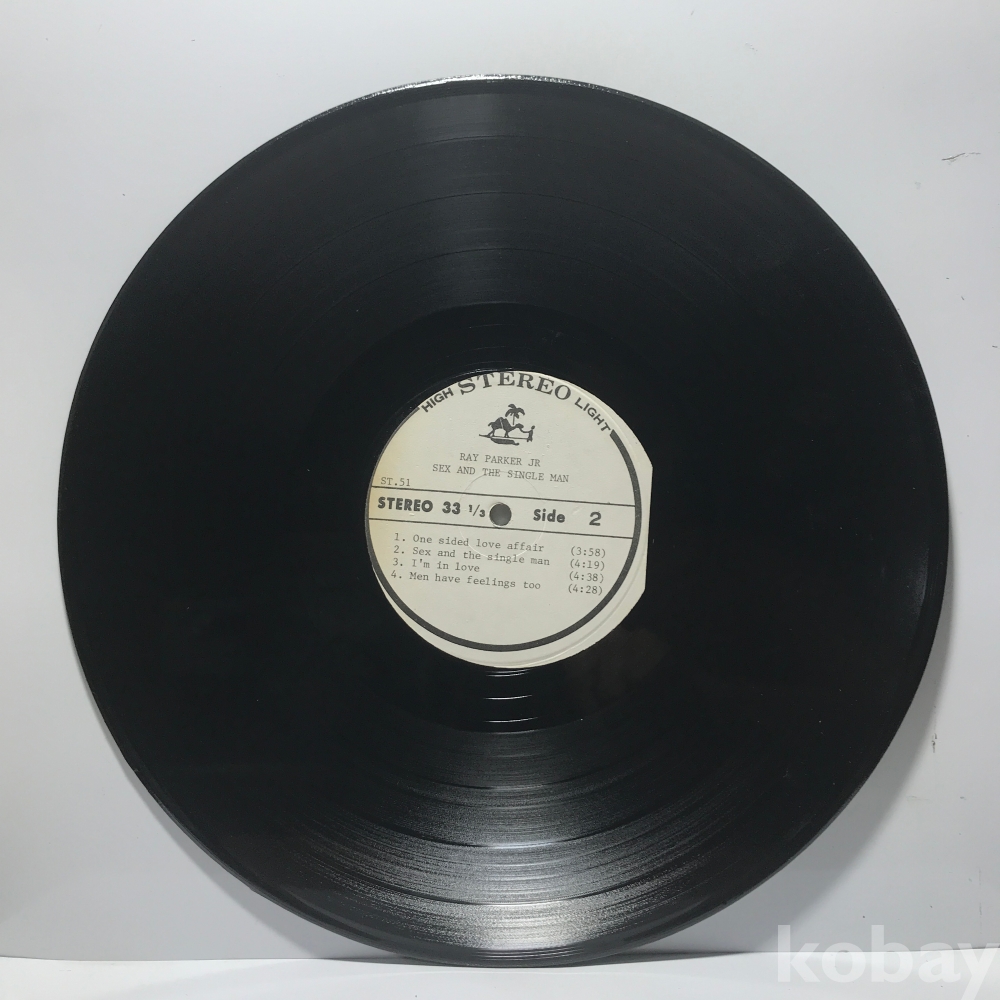 HIGH STEREO LIGHT
RAY PARKER JR
SEX AND THE SINGLE MAN
ST.51
STEREO 33 1/3 Side 2
1. One sided love affair (3:58)
2. Sex and the single man (4:19)
3. I'm in love (4:38)
4. Men have feelings too (4:28)
kobay